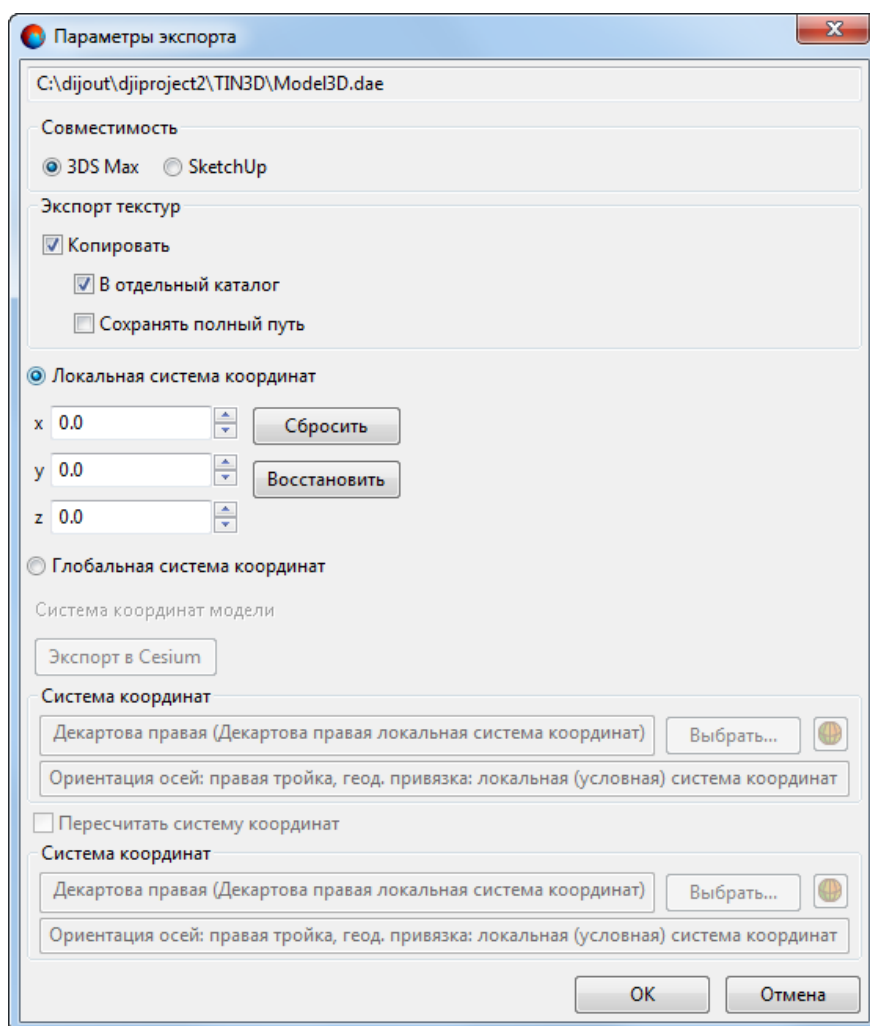 Параметры экспорта
C:\dijout\djiproject2\TIN3D\Model3D.dae
Совместимость
3DS Max SketchUp
Экспорт текстур
Копировать
В отдельный каталог
Сохранять полный путь
Локальная система координат
x 0.0 Сбросить
y 0.0 Восстановить
z 0.0
Глобальная система координат
Система координат модели
Экспорт в Cesium
Система координат
Декартова правая (Декартова правая локальная система координат) Выбрать...
Ориентация осей: правая тройка, геод. привязка: локальная (условная) система координат
Пересчитать систему координат
Система координат
Декартова правая (Декартова правая локальная система координат) Выбрать...
Ориентация осей: правая тройка, геод. привязка: локальная (условная) система координат
OK Отмена